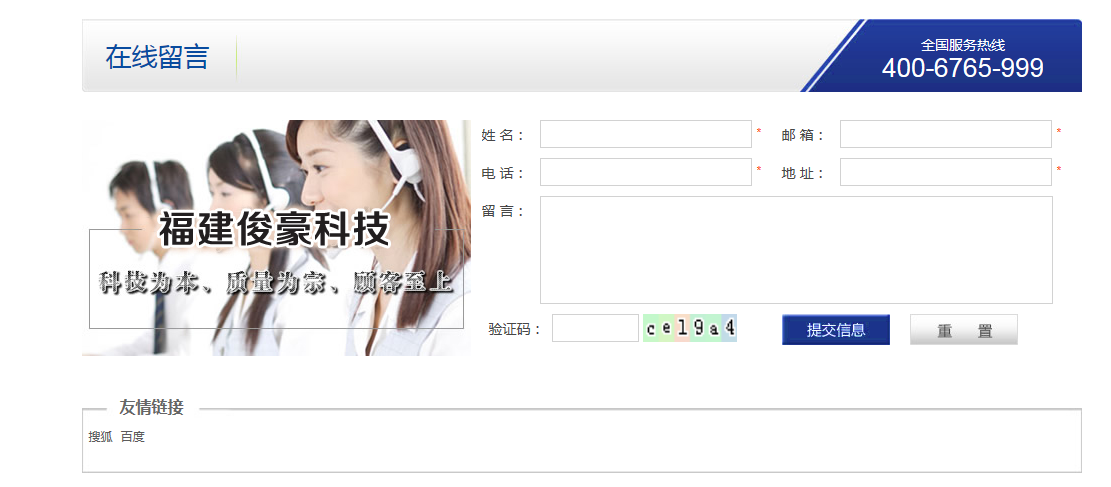 在线留言
全国服务热线
400-6765-999
福建俊豪科技
科技为本、质量为宗、顾客至上
姓 名： * 邮 箱： *
电 话： * 地 址： *
留 言：
验证码： cel9a4 提交信息 重 置
友情链接
搜狐 百度